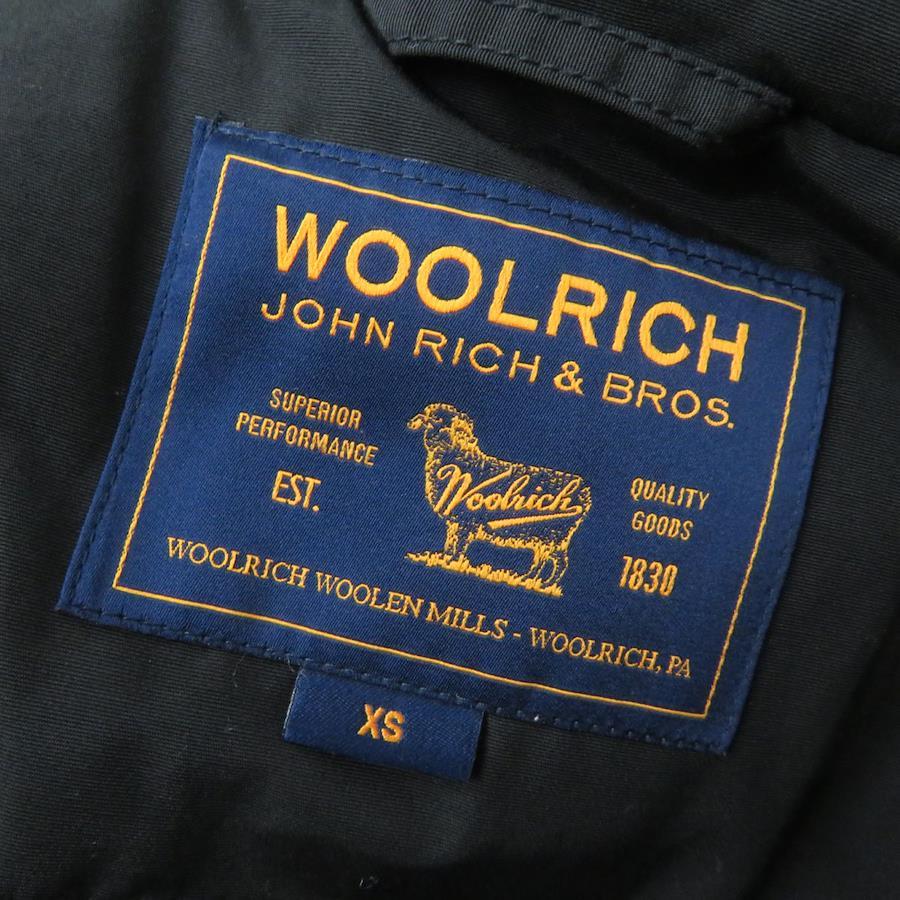 WOOLRICH
JOHN RICH & BROS.
SUPERIOR
PERFORMANCE
EST.
Woolrich
QUALITY
GOODS
1830
WOOLRICH WOOLEN MILLS - WOOLRICH, PA
XS